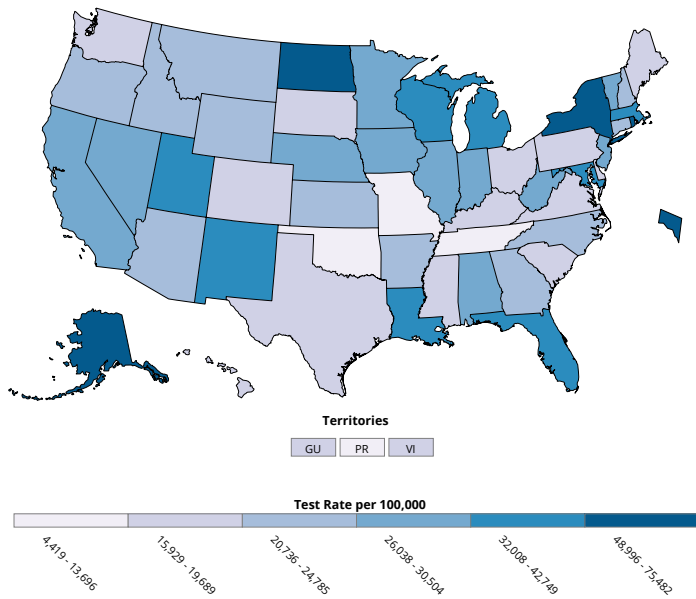 Territories
GU PR VI
Test Rate per 100,000
4,419 - 13,696
15,929 - 19,689
20,736 - 24,785
26,038 - 30,504
32,008 - 42,749
48,996 - 75,482